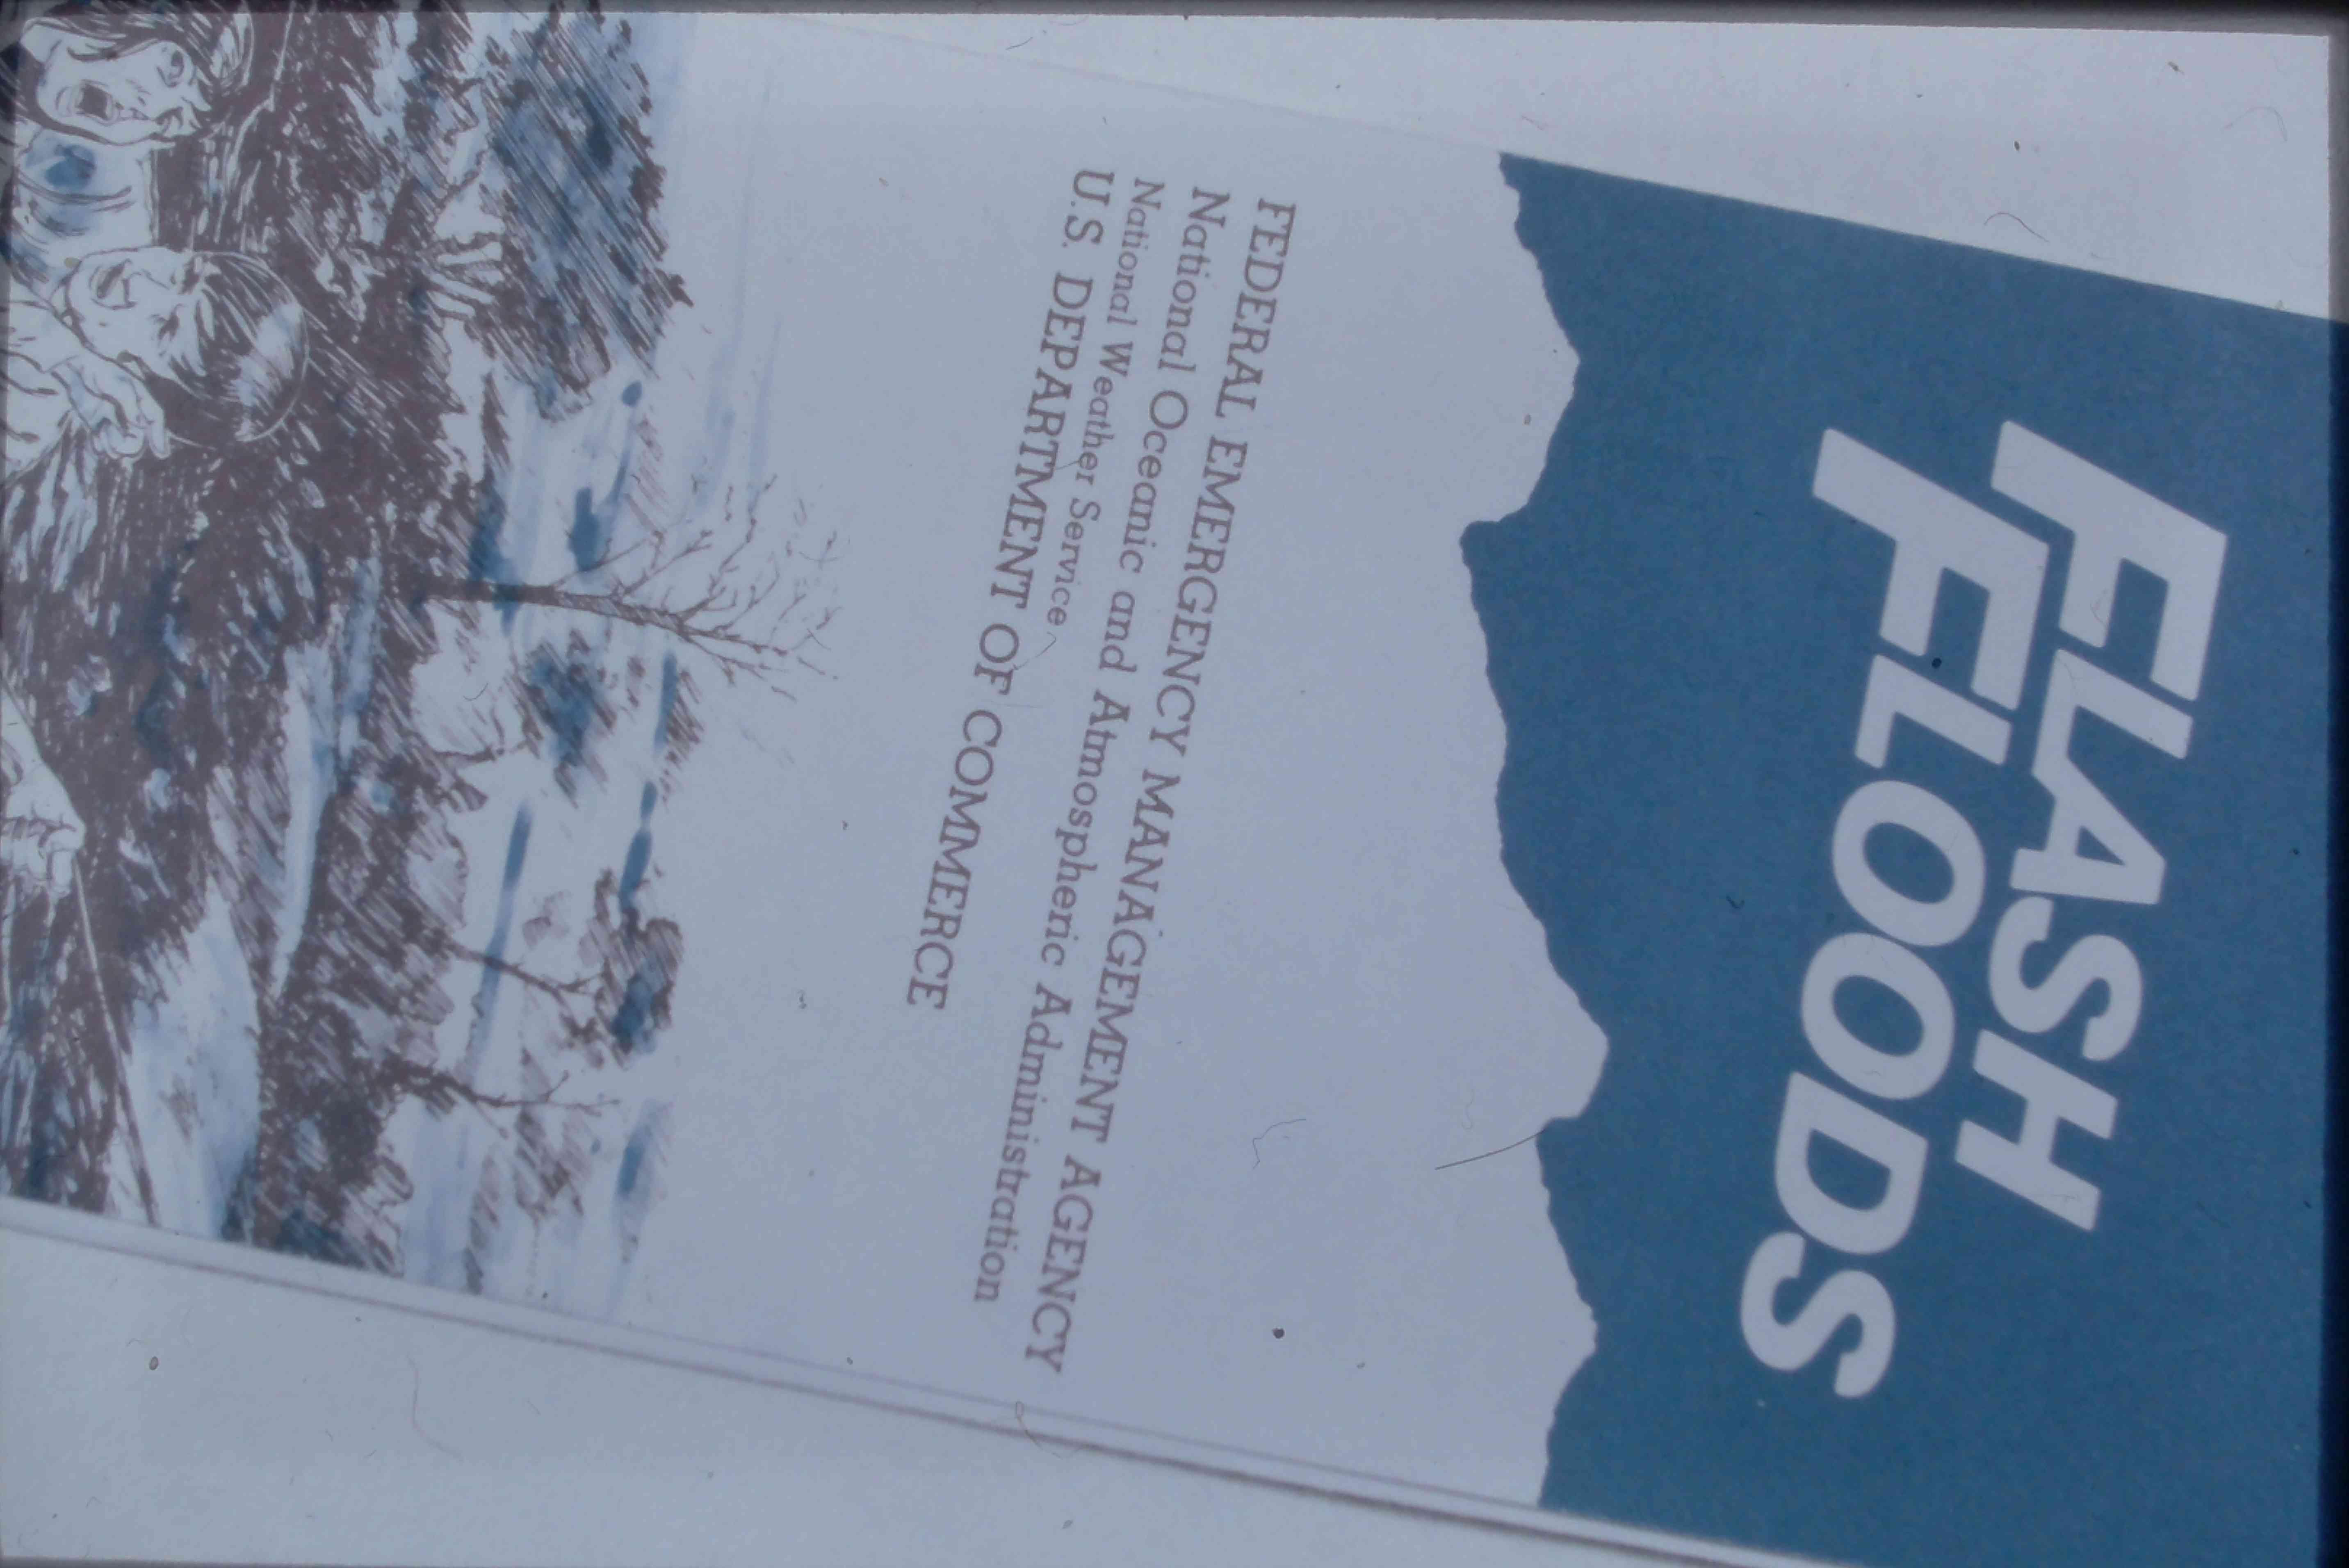 FLASH
FLOODS
FEDERAL EMERGENCY MANAGEMENT AGENCY
National Oceanic and Atmospheric Administration
National Weather Service
U.S. DEPARTMENT OF COMMERCE